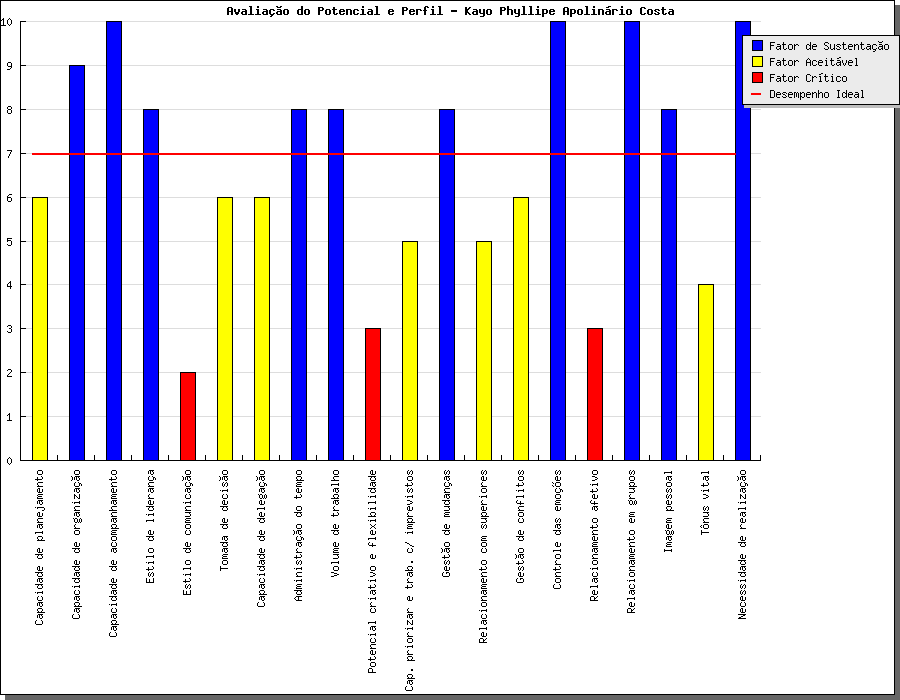 Avaliação do Potencial e Perfil - Kayo Phyllipe Apolinário Costa
10
9
8
7
6
5
4
3
2
1
0
Fator de Sustentação
Fator Aceitável
Fator Crítico
Desempenho Ideal
Capacidade de planejamento
Capacidade de organização
Capacidade de acompanhamento
Estilo de liderança
Estilo de comunicação
Tomada de decisão
Capacidade de delegação
Administração do tempo
Volume de trabalho
Potencial criativo e flexibilidade
Cap. priorizar e trab. c/ imprevistos
Gestão de mudanças
Relacionamento com superiores
Gestão de conflitos
Controle das emoções
Relacionamento afetivo
Relacionamento em grupos
Imagem pessoal
Tônus vital
Necessidade de realização